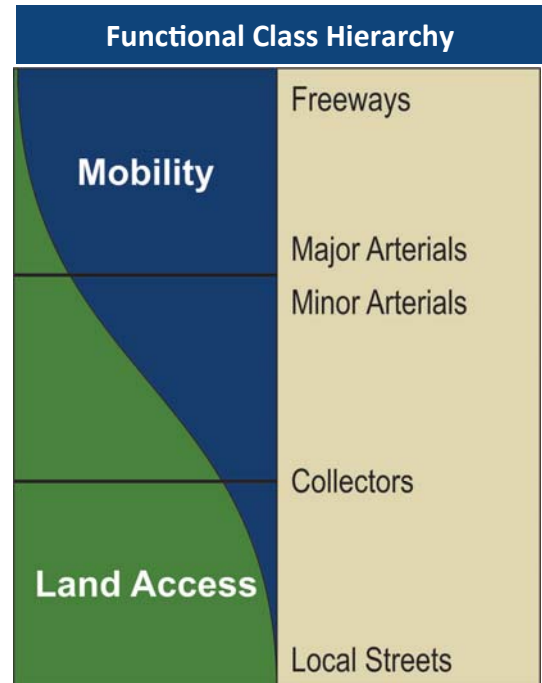 Functional Class Hierarchy
Freeways
Mobility
Major Arterials
Minor Arterials
Collectors
Land Access
Local Streets